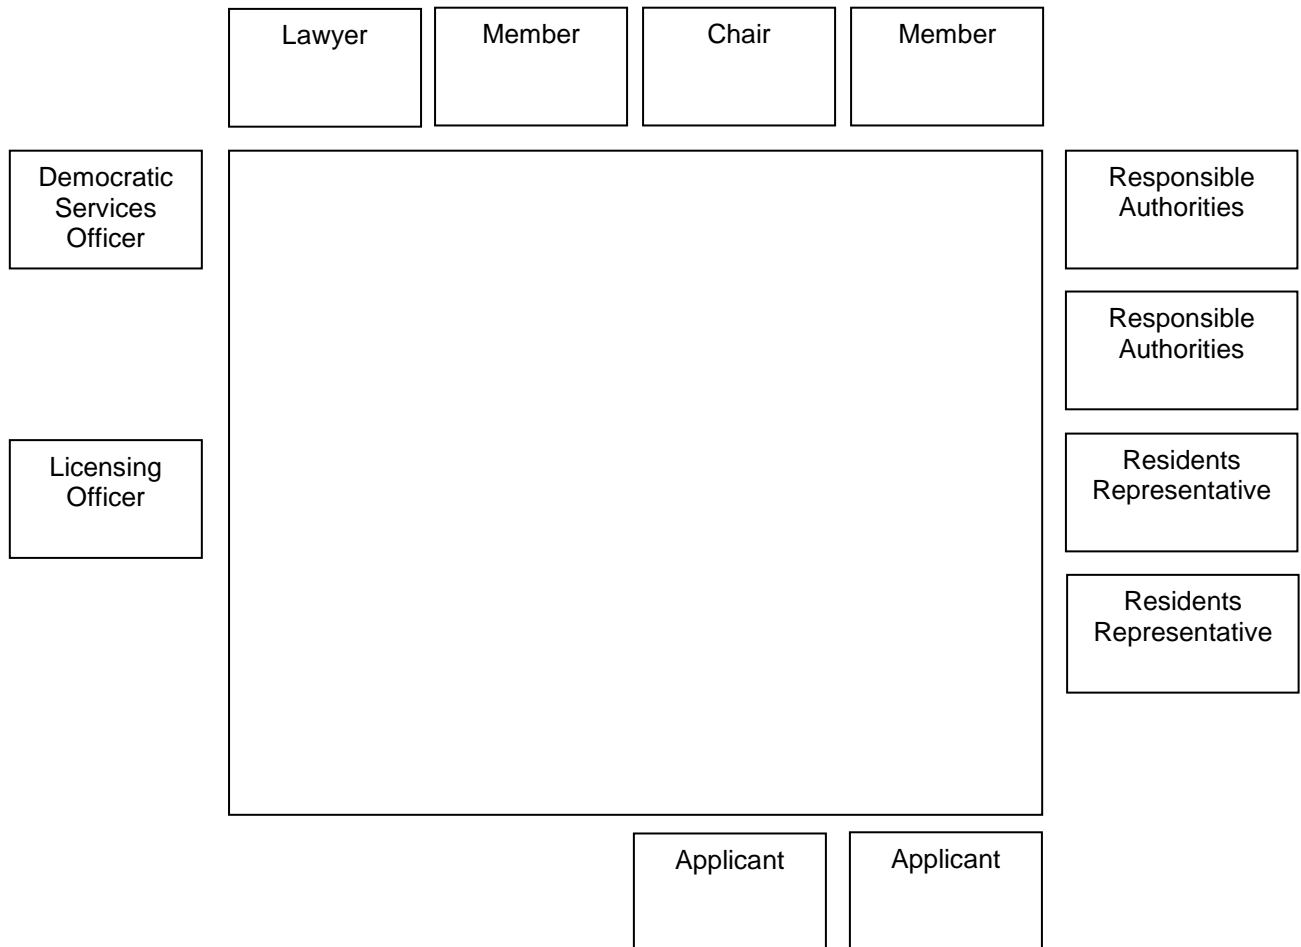 Lawyer
Member
Chair
Member
Democratic
Services
Officer
Responsible
Authorities
Responsible
Authorities
Licensing
Officer
Residents
Representative
Residents
Representative
Applicant
Applicant